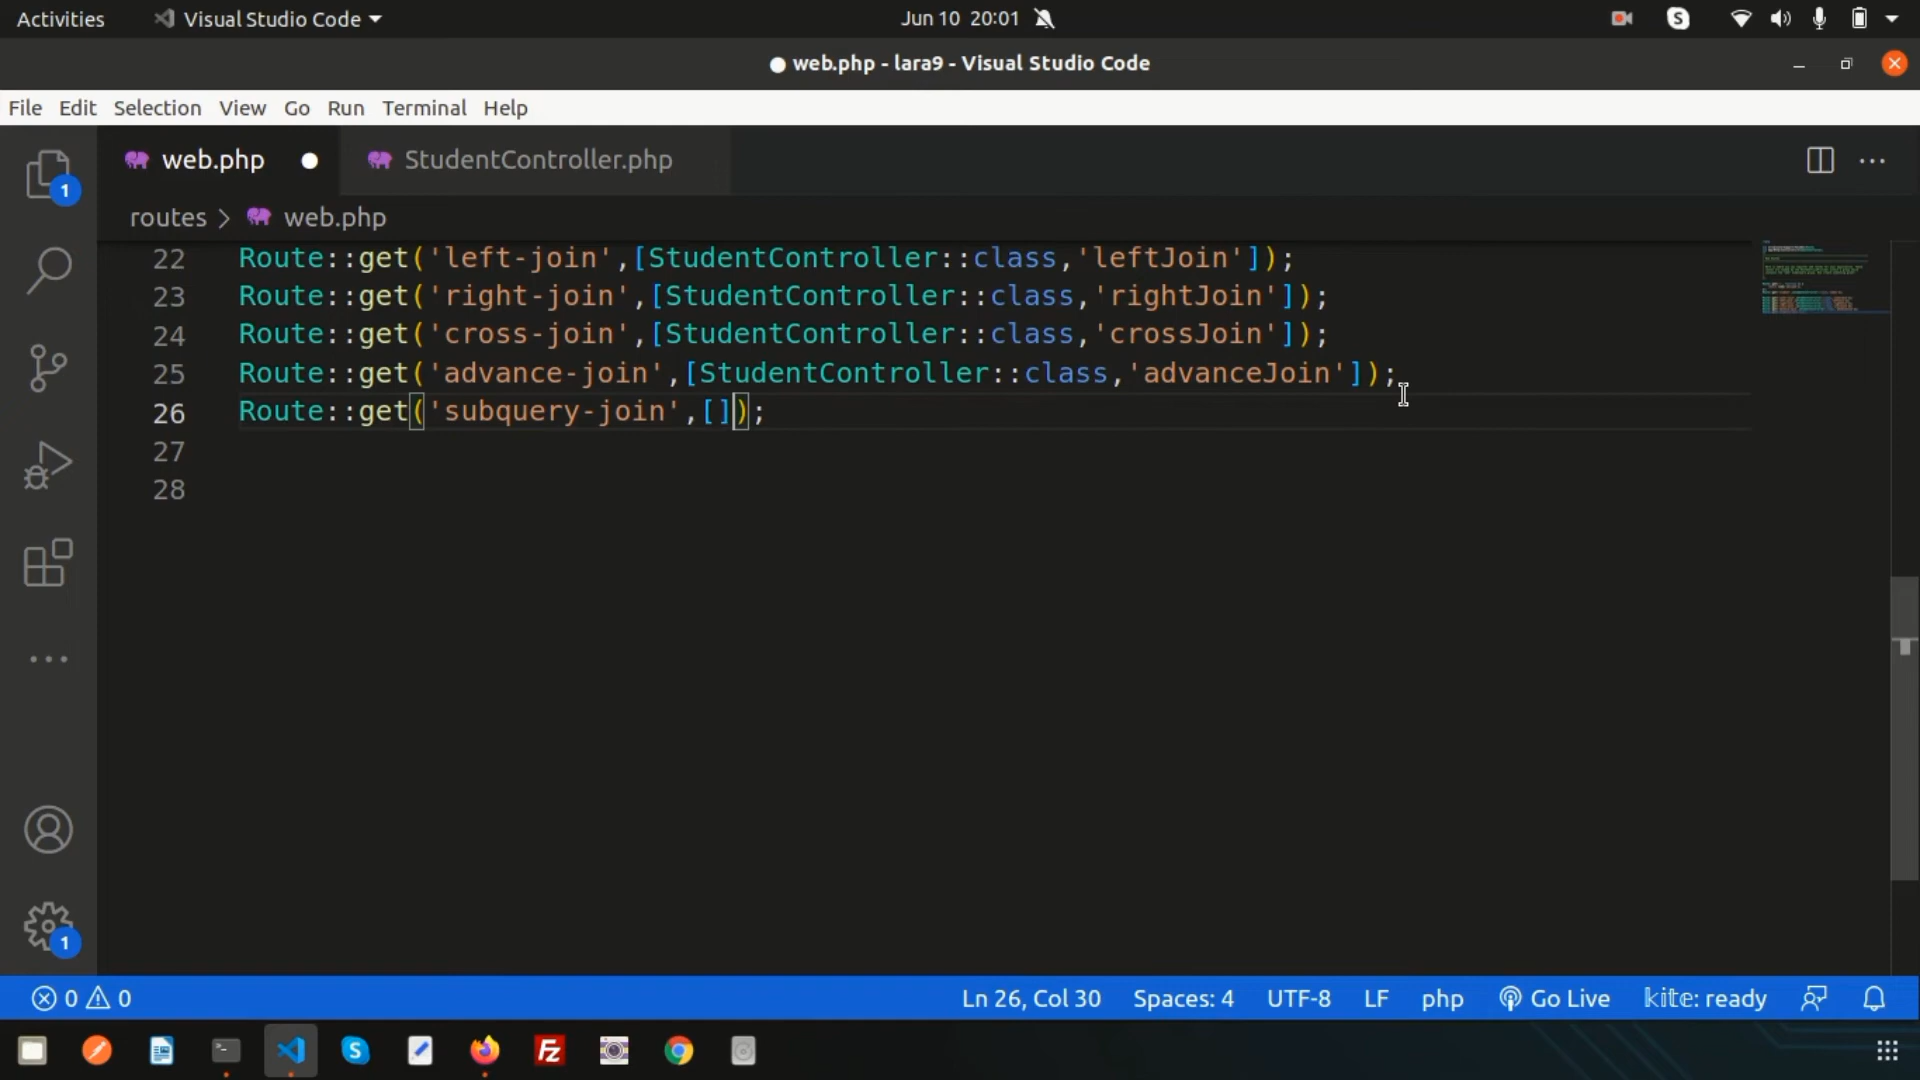 Activities Visual Studio Code Jun 10 20:01
web.php - lara9 - Visual Studio Code
File Edit Selection View Go Run Terminal Help
1 web.php StudentController.php
routes > web.php
22 Route::get('left-join',[StudentController::class,'leftJoin']);
23 Route::get('right-join',[StudentController::class,'rightJoin']);
24 Route::get('cross-join',[StudentController::class,'crossJoin']);
25 Route::get('advance-join',[StudentController::class,'advanceJoin']);
26 Route::get('subquery-join',[]);
27
28
1
0 0 Ln 26, Col 30 Spaces: 4 UTF-8 LF php Go Live kite: ready